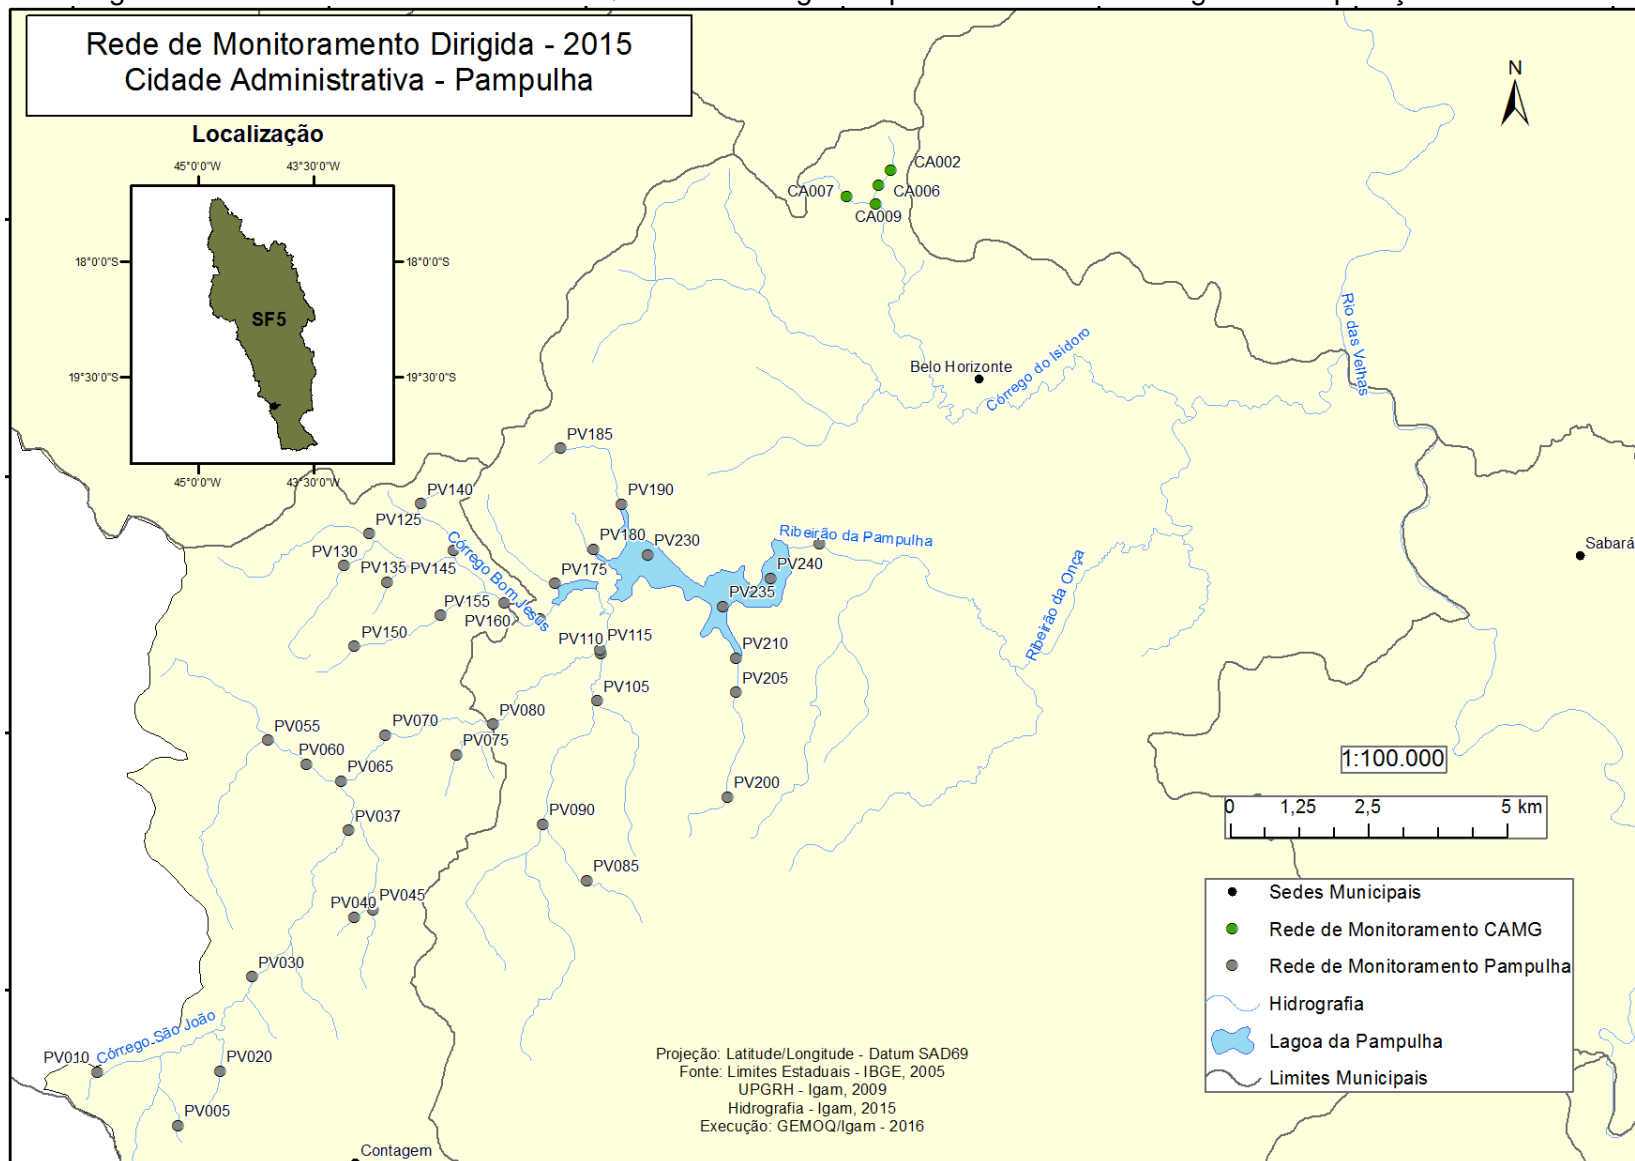 Rede de Monitoramento Dirigida - 2015
Cidade Administrativa - Pampulha
Localização
45°0'0"W
43°30'0"W
18°0'0"S
18°0'0"S
SF5
19°30'0"S
19°30'0"S
45°0'0"W
43°30'0"W
N
CA002
CA007
CA006
CA009
Rio das Velhas
Belo Horizonte
Córrego do Isidoro
PV185
PV140
PV190
PV125
Córrego Bom Jesus
PV180
PV230
Ribeirão da Pampulha
Sabará
PV130
PV135
PV145
PV175
PV240
Ribeirão da Onça
PV155
PV160
PV235
PV150
PV110
PV115
PV210
PV105
PV205
PV055
PV070
PV080
PV060
PV075
PV065
1:100.000
PV200
0 1,25 2,5 5 km
PV037
PV090
PV085
PV040
PV045
Sedes Municipais
Rede de Monitoramento CAMG
PV030
Rede de Monitoramento Pampulha
Hidrografia
Córrego São João
Lagoa da Pampulha
PV010
PV020
Limites Municipais
PV005
Projeção: Latitude/Longitude - Datum SAD69
Fonte: Limites Estaduais - IBGE, 2005
UPGRH - Igam, 2009
Hidrografia - Igam, 2015
Execução: GEMOQ/Igam - 2016
Contagem